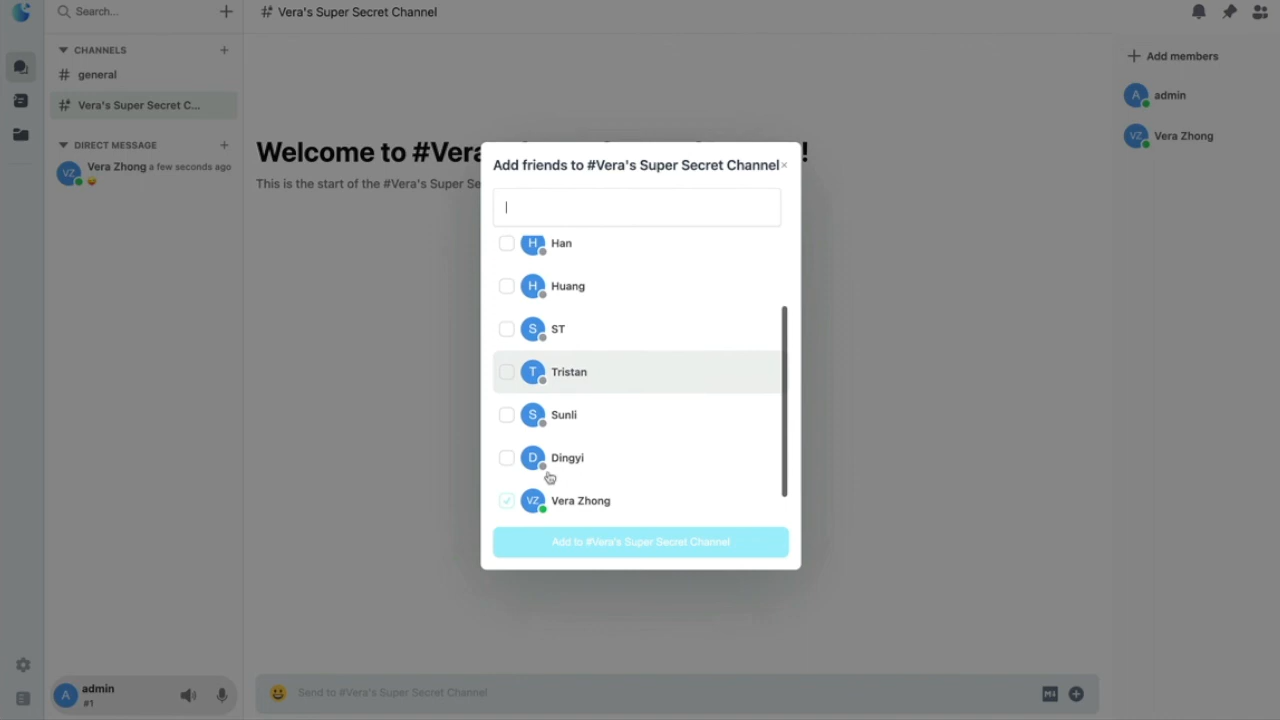 Search...
# Vera's Super Secret Channel
CHANNELS
# general
Vera's Super Secret C...
DIRECT MESSAGE
VZ
Vera Zhong a few seconds ago
Welcome to #Vera
!
This is the start of the #Vera's Super Se
Add members
A admin
VZ Vera Zhong
Add friends to #Vera's Super Secret Channel ×
H Han
H Huang
S ST
T Tristan
S Sunli
D Dingyi
VZ Vera Zhong
Add to #Vera's Super Secret Channel
A admin
#1
Send to #Vera's Super Secret Channel
M↓